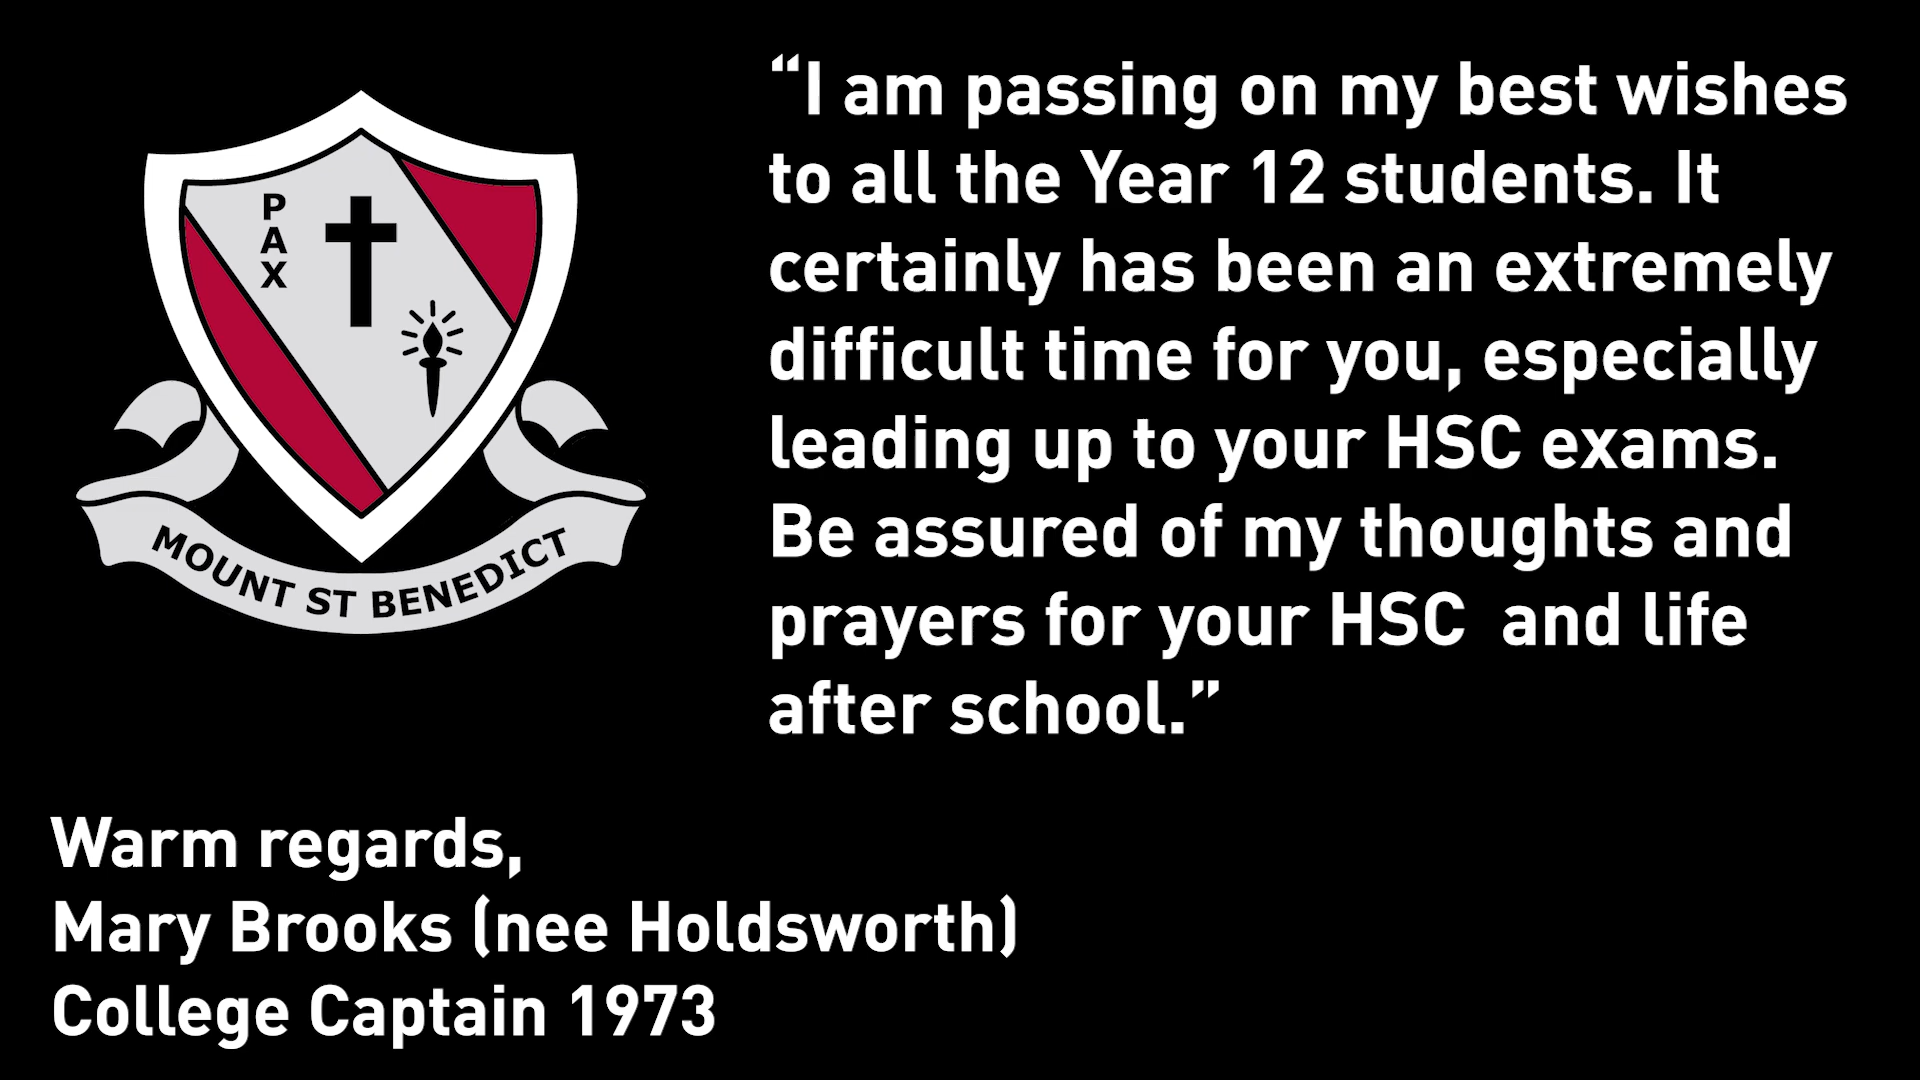 P
A
X
MOUNT ST BENEDICT
“I am passing on my best wishes
to all the Year 12 students. It
certainly has been an extremely
difficult time for you, especially
leading up to your HSC exams.
Be assured of my thoughts and
prayers for your HSC  and life
after school.”
Warm regards,
Mary Brooks (nee Holdsworth)
College Captain 1973